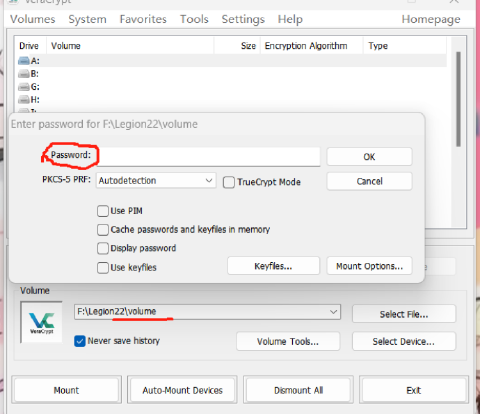 VeraCrypt
Volumes System Favorites Tools Settings Help Homepage
Drive Volume Size Encryption Algorithm Type
A:
B:
G:
H:
Enter password for F:\Legion22\volume
Password:
OK
PKCS-5 PRF: Autodetection TrueCrypt Mode Cancel
Use PIM
Cache passwords and keyfiles in memory
Display password
Use keyfiles Keyfiles... Mount Options...
Volume
VeraCrypt
F:\Legion22\volume Select File...
Never save history Volume Tools... Select Device...
Mount Auto-Mount Devices Dismount All Exit